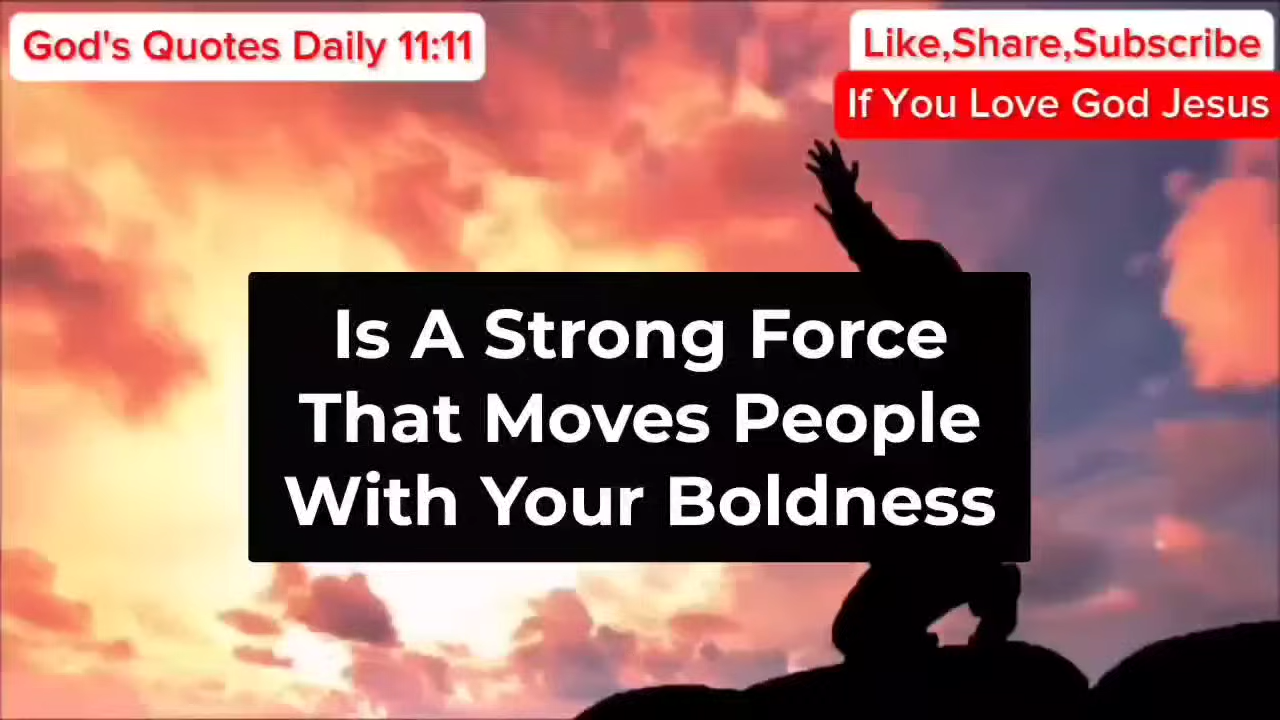 God's Quotes Daily 11:11
Like,Share,Subscribe
If You Love God Jesus
Is A Strong Force
That Moves People
With Your Boldness